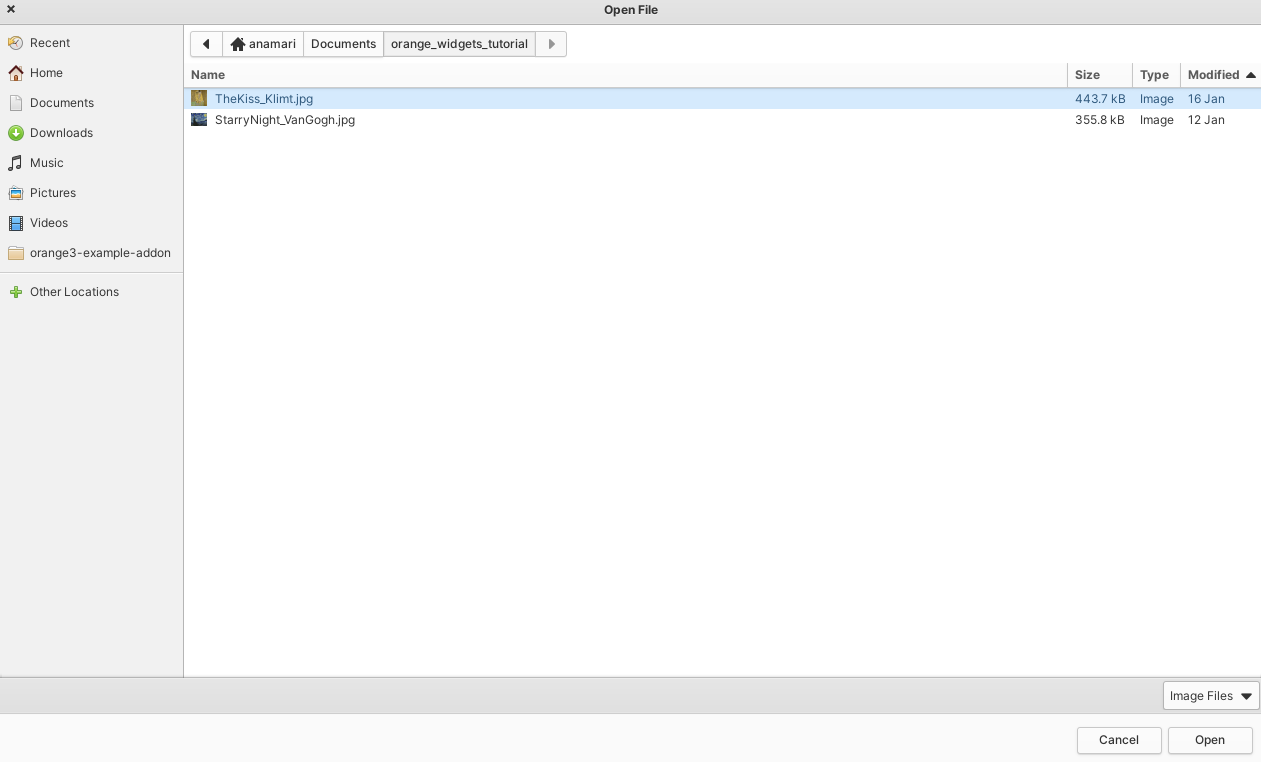 Open File
Recent
Home
Documents
Downloads
Music
Pictures
Videos
orange3-example-addon
Other Locations
anamari Documents orange_widgets_tutorial
Name Size Type Modified
TheKiss_Klimt.jpg 443.7 kB Image 16 Jan
StarryNight_VanGogh.jpg 355.8 kB Image 12 Jan
Image Files
Cancel Open